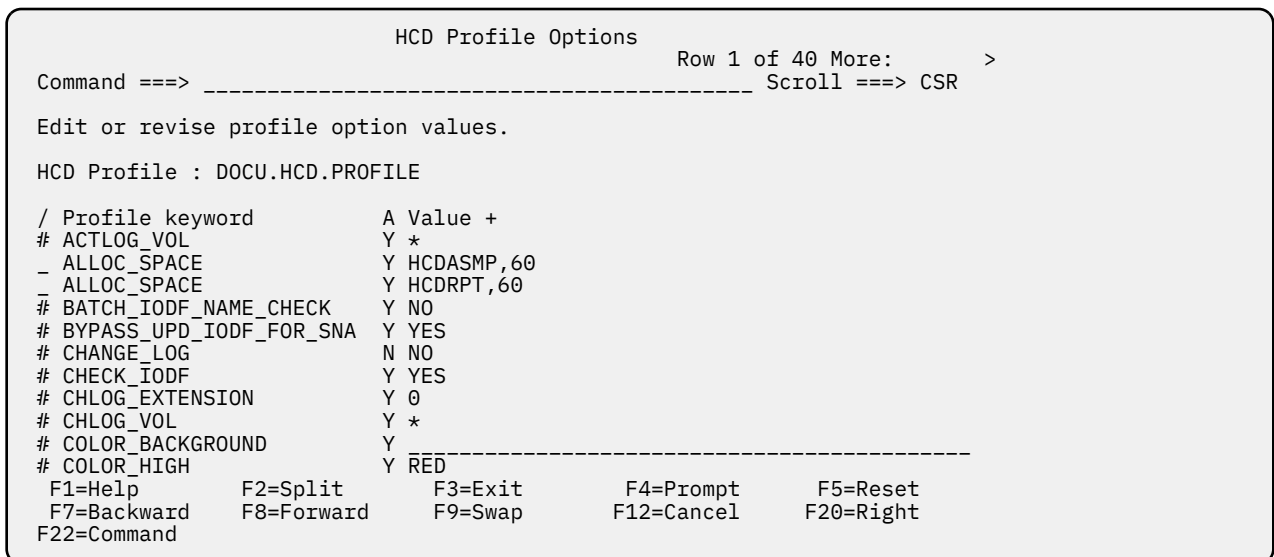 HCD Profile Options
Row 1 of 40 More:       >
Command ===> ___________________________________________ Scroll ===> CSR
Edit or revise profile option values.
HCD Profile : DOCU.HCD.PROFILE
/ Profile keyword          A Value +
# ACTLOG_VOL               Y *
_ ALLOC_SPACE              Y HCDASMP,60
_ ALLOC_SPACE              Y HCDRPT,60
# BATCH_IODF_NAME_CHECK    Y NO
# BYPASS_UPD_IODF_FOR_SNA  Y YES
# CHANGE_LOG               N NO
# CHECK_IODF               Y YES
# CHLOG_EXTENSION          Y 0
# CHLOG_VOL                Y *
# COLOR_BACKGROUND         Y ____________________________________________
# COLOR_HIGH               Y RED
F1=Help        F2=Split       F3=Exit        F4=Prompt      F5=Reset
F7=Backward    F8=Forward     F9=Swap       F12=Cancel     F20=Right
F22=Command